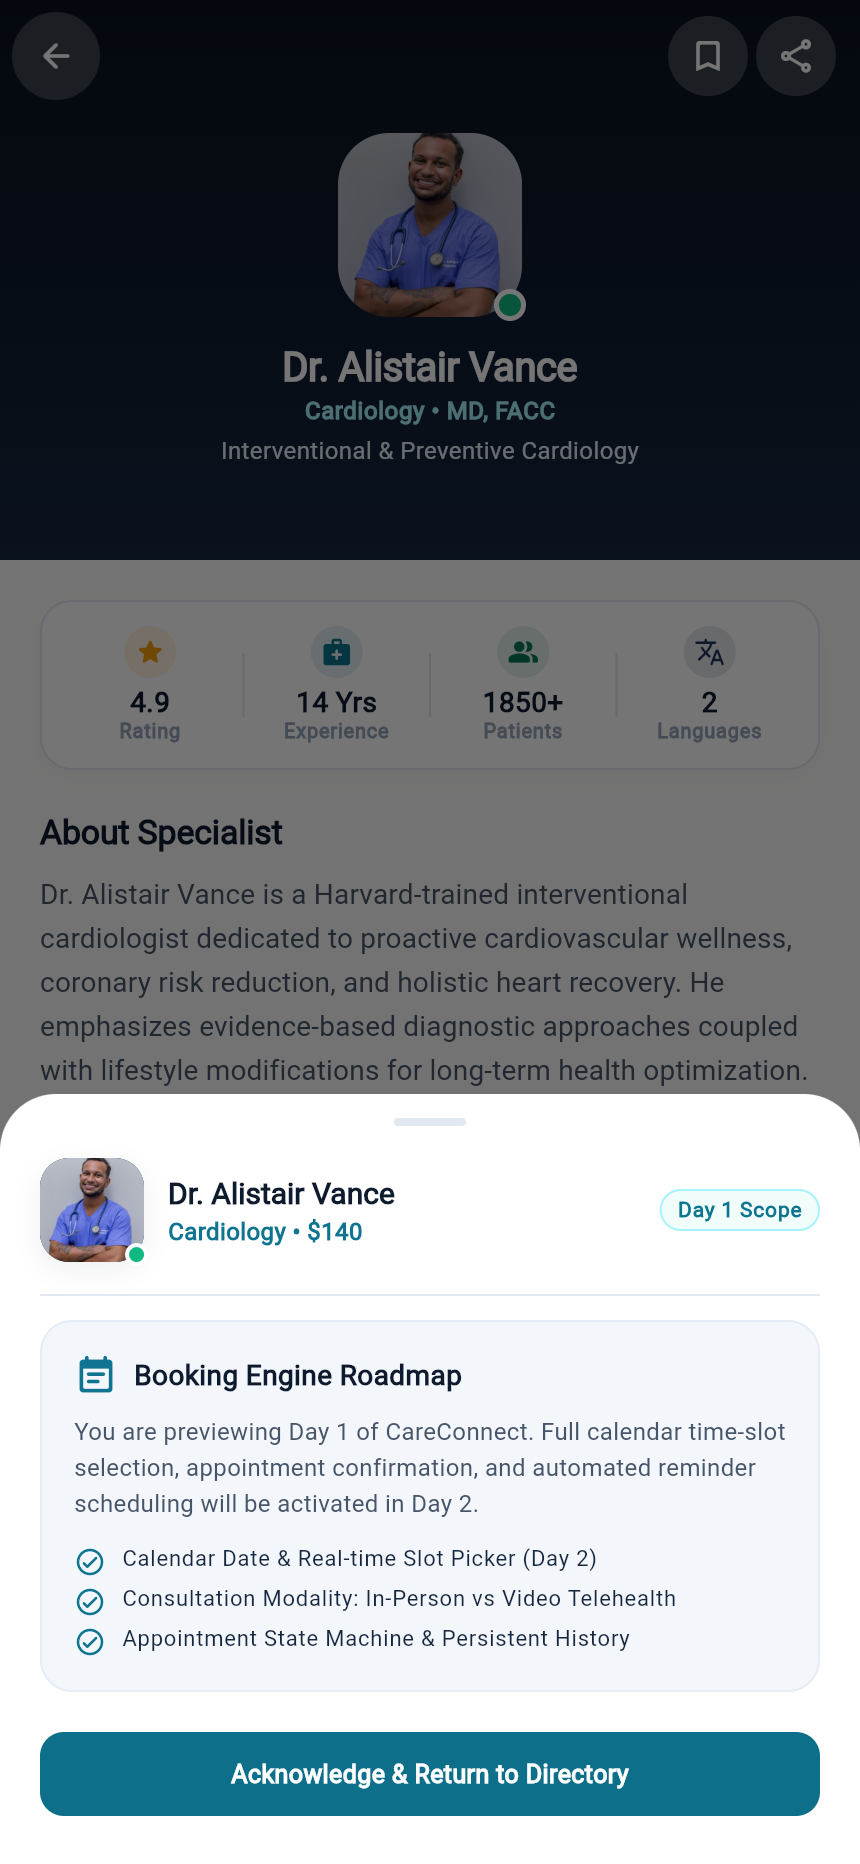 Dr. Alistair Vance
Cardiology • MD, FACC
Interventional & Preventive Cardiology
4.9
Rating
14 Yrs
Experience
1850+
Patients
2
Languages
About Specialist
Dr. Alistair Vance is a Harvard-trained interventional
cardiologist dedicated to proactive cardiovascular wellness,
coronary risk reduction, and holistic heart recovery. He
emphasizes evidence-based diagnostic approaches coupled
with lifestyle modifications for long-term health optimization.
Dr. Alistair Vance
Cardiology • $140
Day 1 Scope
Booking Engine Roadmap
You are previewing Day 1 of CareConnect. Full calendar time-slot
selection, appointment confirmation, and automated reminder
scheduling will be activated in Day 2.
Calendar Date & Real-time Slot Picker (Day 2)
Consultation Modality: In-Person vs Video Telehealth
Appointment State Machine & Persistent History
Acknowledge & Return to Directory